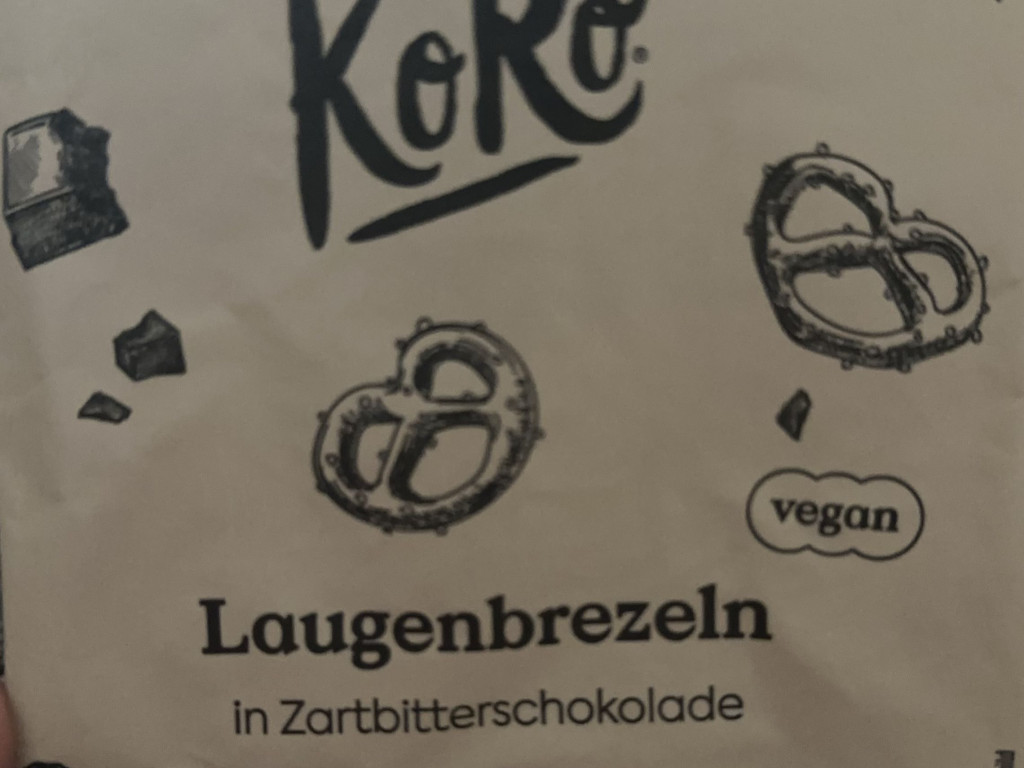 KoRo®
vegan
Laugenbrezeln
in Zartbitterschokolade